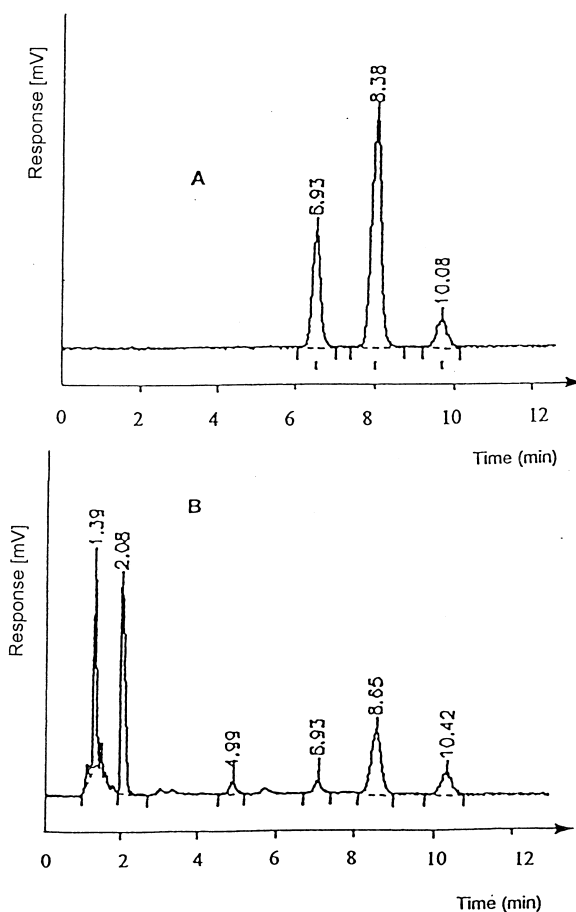 Response [mV]
A
6.93
8.38
10.08
0 2 4 6 8 10 12
Time (min)
Response [mV]
B
1.39
2.08
4.99
6.93
8.65
10.42
0 2 4 6 8 10 12
Time (min)